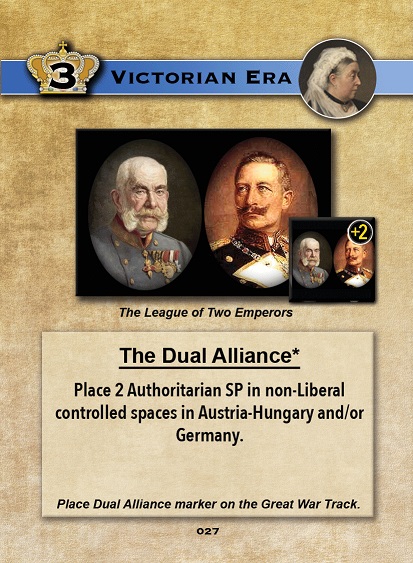 3 Victorian Era
+2
The League of Two Emperors
The Dual Alliance*
Place 2 Authoritarian SP in non-Liberal
controlled spaces in Austria-Hungary and/or
Germany.
Place Dual Alliance marker on the Great War Track.
027